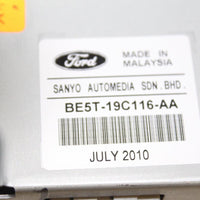 Ford
MADE IN
MALAYSIA
SANYO AUTOMEDIA SDN. BHD.
BE5T-19C116-AA
JULY 2010